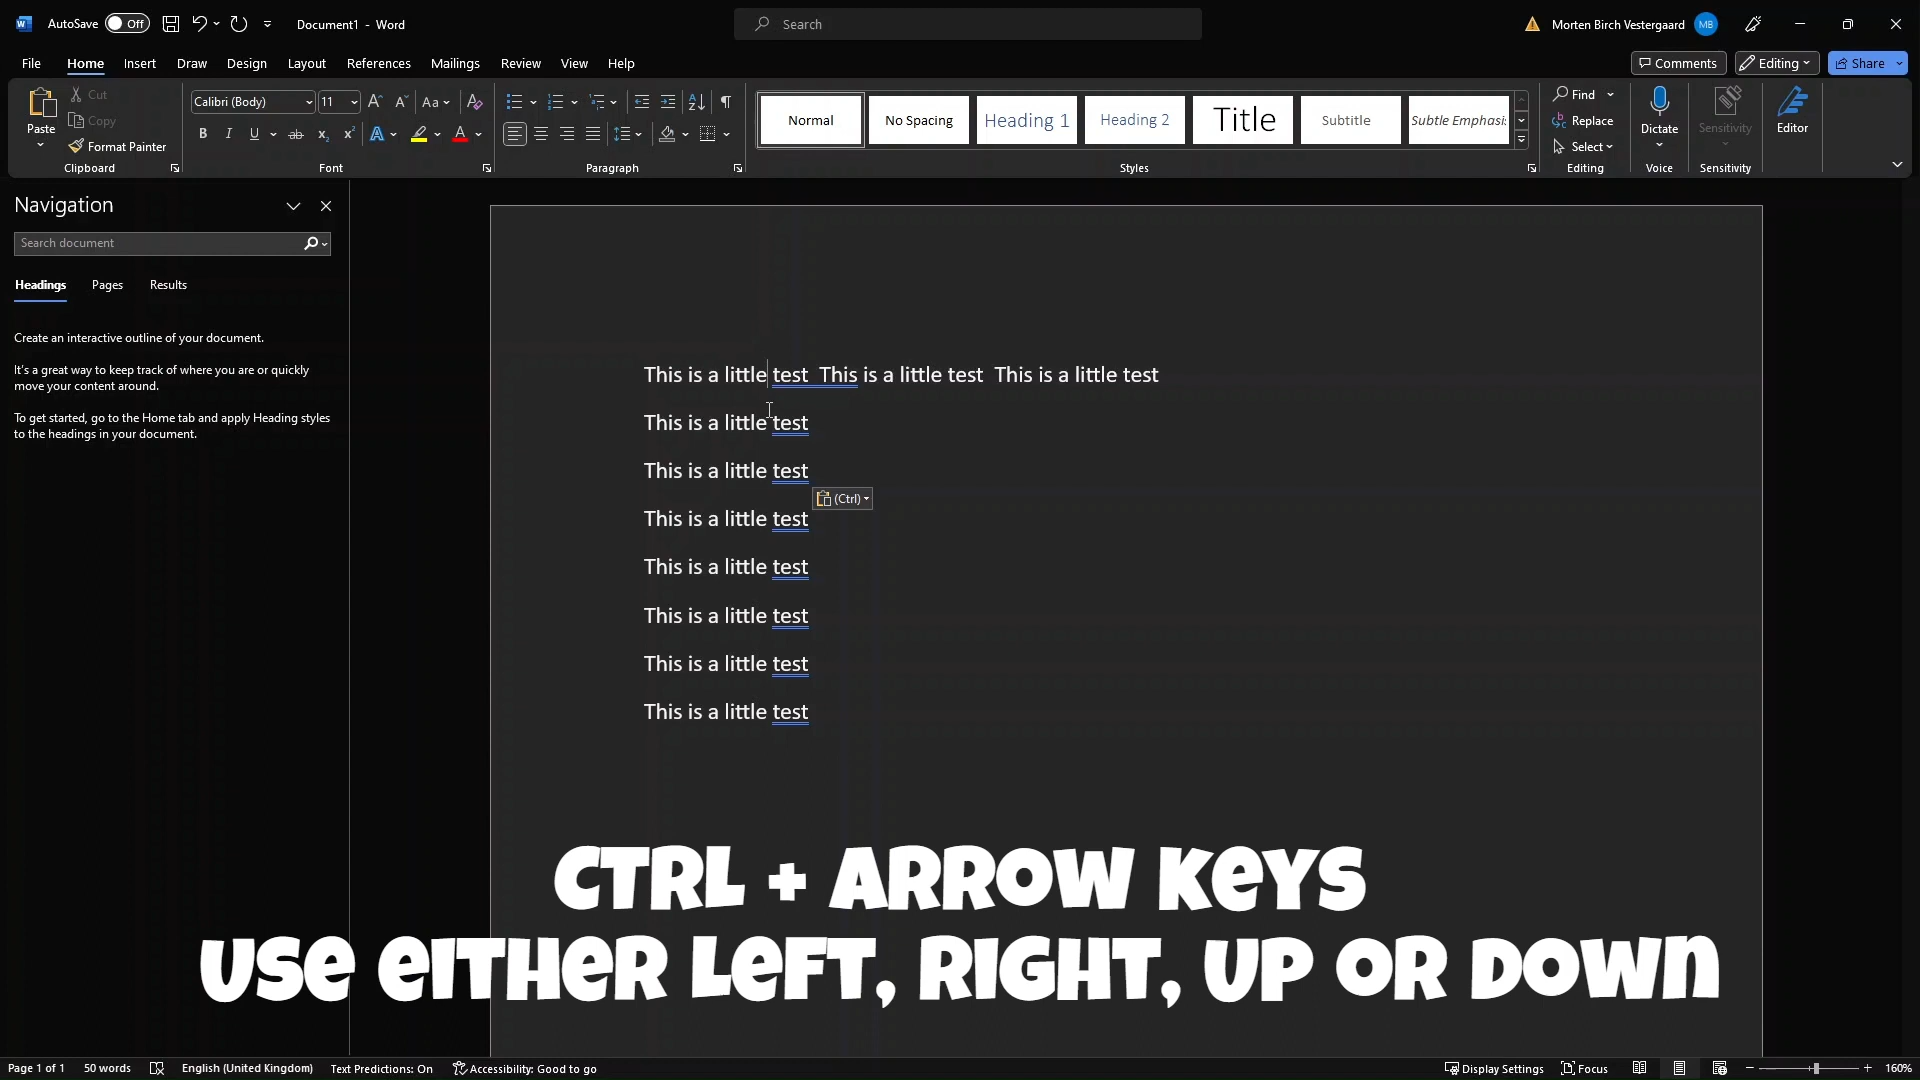 AutoSave Off Document1 - Word Search Morten Birch Vestergaard MB
File Home Insert Draw Design Layout References Mailings Review View Help Comments Editing Share
Paste Cut Copy Format Painter Clipboard
Calibri (Body) 11 Aa Font
Paragraph
Normal No Spacing Heading 1 Heading 2 Title Subtitle Subtle Emphasis Styles
Find Replace Select Editing
Dictate Voice
Sensitivity Sensitivity
Editor
Navigation
Search document
Headings Pages Results
Create an interactive outline of your document.
It's a great way to keep track of where you are or quickly
move your content around.
To get started, go to the Home tab and apply Heading styles
to the headings in your document.
This is a little test  This is a little test  This is a little test
This is a little test
This is a little test
(Ctrl)
This is a little test
This is a little test
This is a little test
This is a little test
This is a little test
CTRL + ARROW KEYS
USE EITHER LEFT, RIGHT, UP OR DOWN
Page 1 of 1 50 words English (United Kingdom) Text Predictions: On Accessibility: Good to go Display Settings Focus 160%